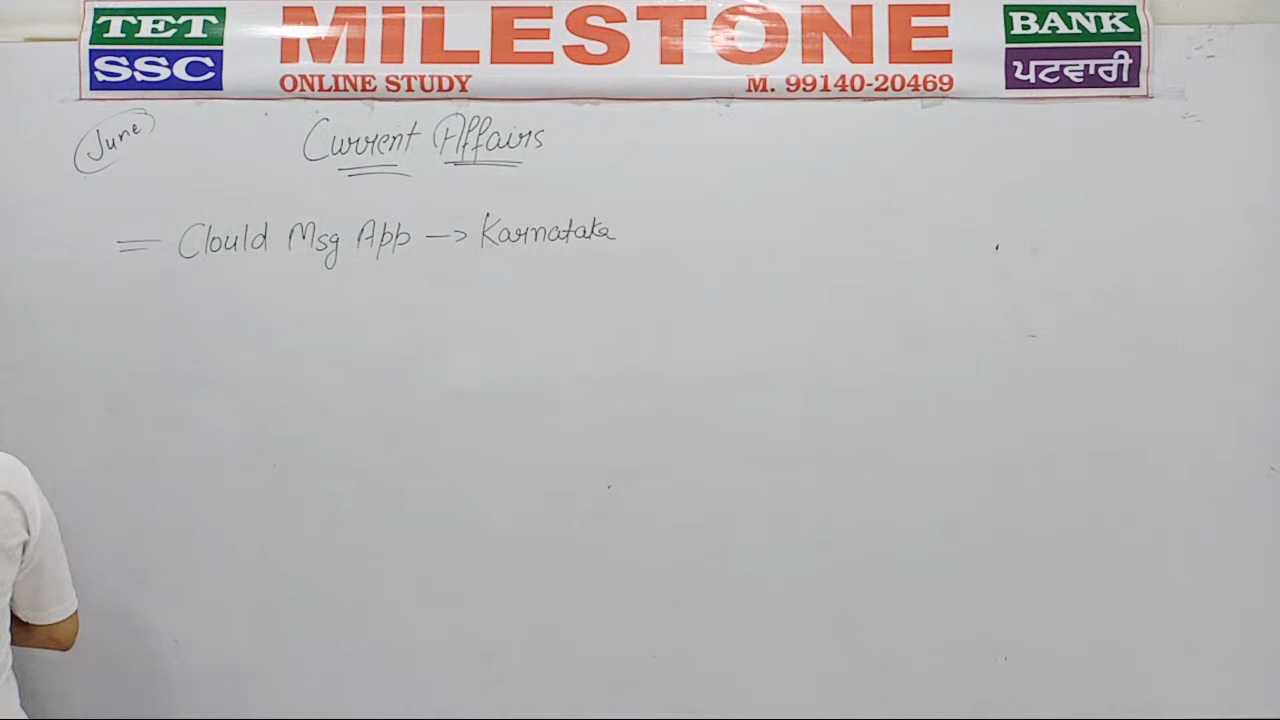 TET
SSC
MILESTONE
ONLINE STUDY M. 99140-20469
BANK
ਪਟਵਾਰੀ
June
Current Affairs
= Clould Msg App → Karnataka